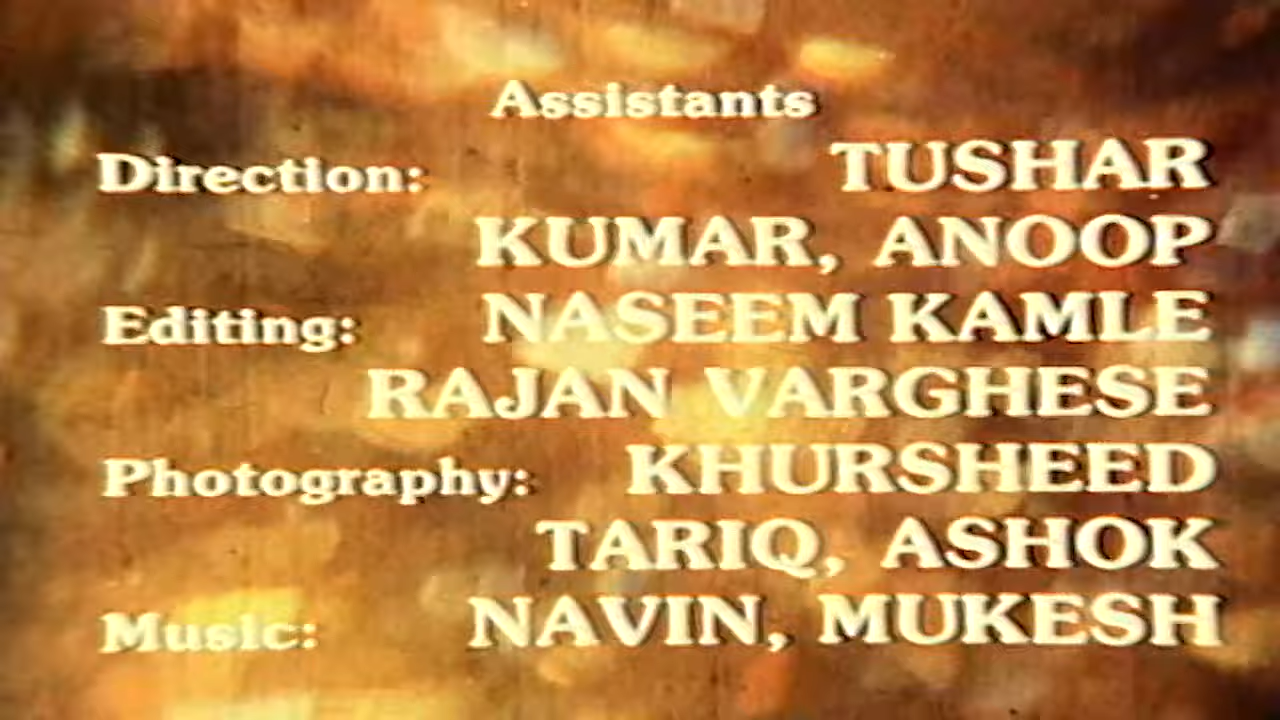 Assistants
Direction: TUSHAR
KUMAR, ANOOP
Editing: NASEEM KAMLE
RAJAN VARGHESE
Photography: KHURSHEED
TARIQ, ASHOK
Music: NAVIN, MUKESH